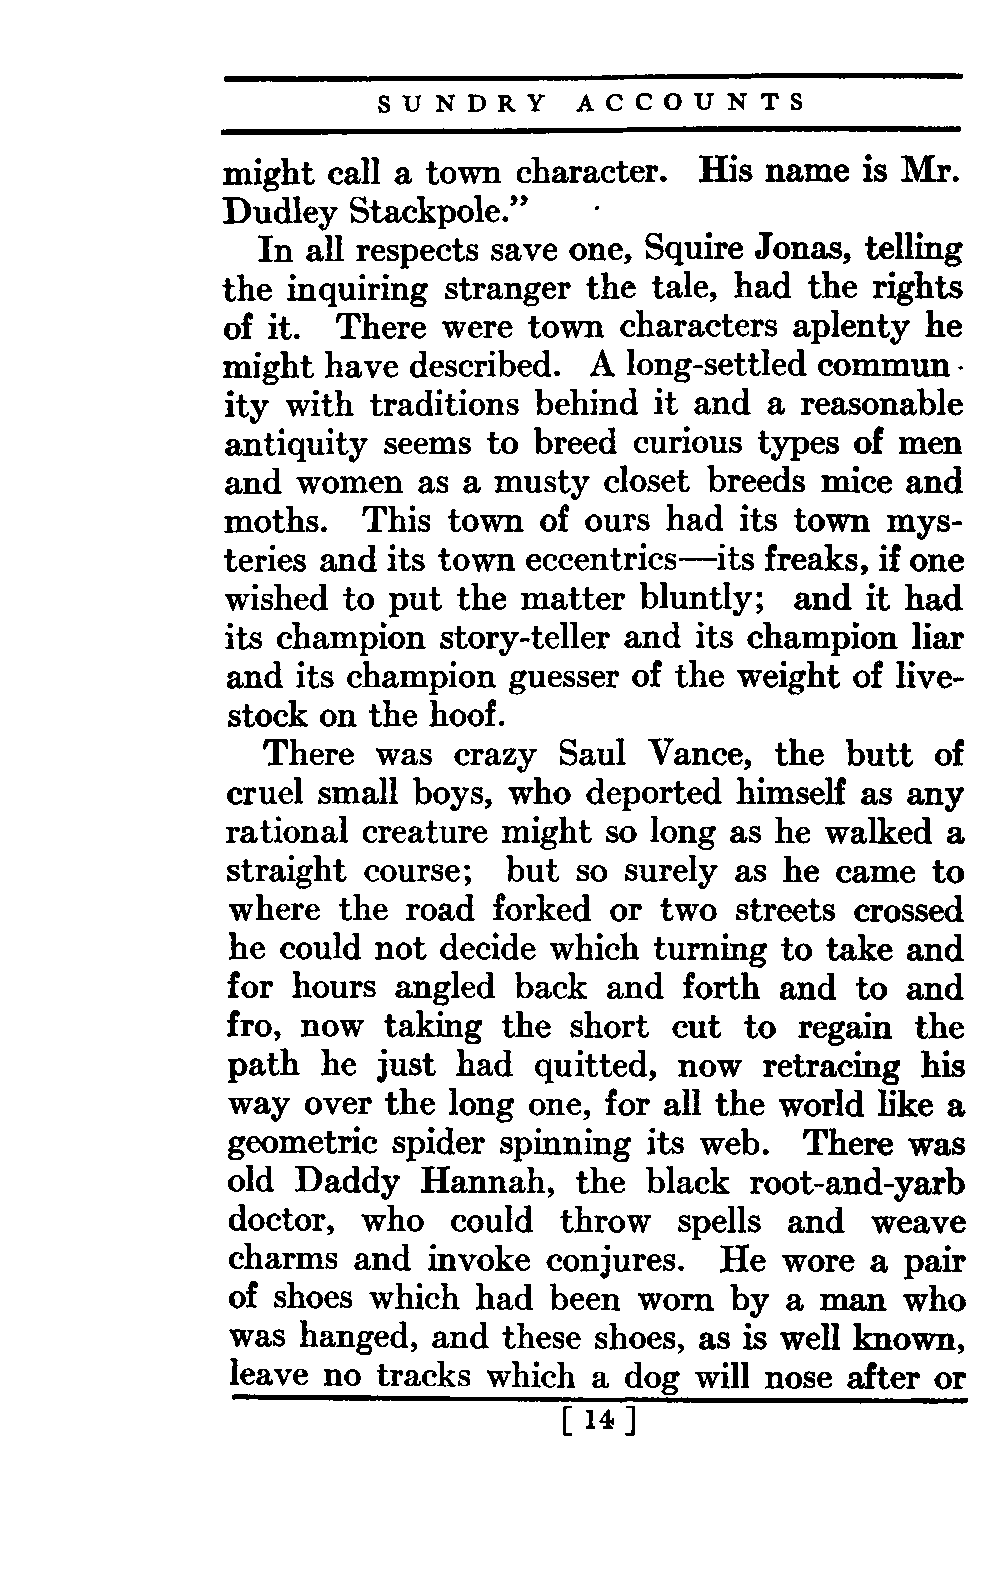 SUNDRY ACCOUNTS
might call a town character. His name is Mr.
Dudley Stackpole.”
In all respects save one, Squire Jonas, telling
the inquiring stranger the tale, had the rights
of it. There were town characters aplenty he
might have described. A long-settled commun-
ity with traditions behind it and a reasonable
antiquity seems to breed curious types of men
and women as a musty closet breeds mice and
moths. This town of ours had its town mys-
teries and its town eccentrics—its freaks, if one
wished to put the matter bluntly; and it had
its champion story-teller and its champion liar
and its champion guesser of the weight of live-
stock on the hoof.
There was crazy Saul Vance, the butt of
cruel small boys, who deported himself as any
rational creature might so long as he walked a
straight course; but so surely as he came to
where the road forked or two streets crossed
he could not decide which turning to take and
for hours angled back and forth and to and
fro, now taking the short cut to regain the
path he just had quitted, now retracing his
way over the long one, for all the world like a
geometric spider spinning its web. There was
old Daddy Hannah, the black root-and-yarb
doctor, who could throw spells and weave
charms and invoke conjures. He wore a pair
of shoes which had been worn by a man who
was hanged, and these shoes, as is well known,
leave no tracks which a dog will nose after or
[ 14 ]